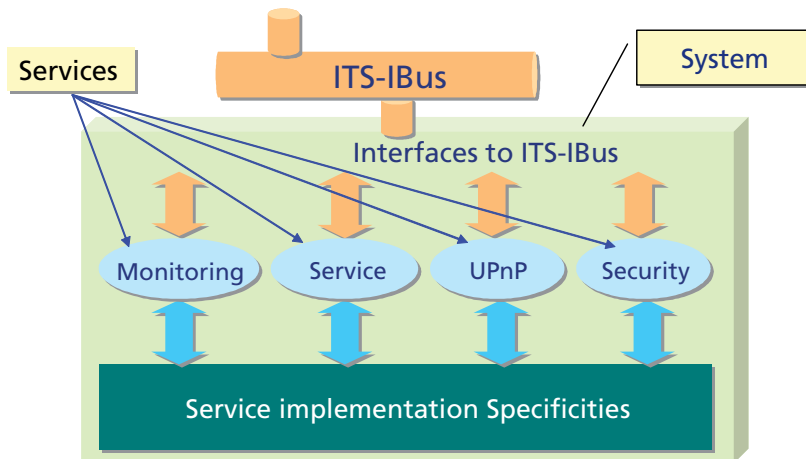 Services
ITS-IBus
System
Interfaces to ITS-IBus
Monitoring
Service
UPnP
Security
Service implementation Specificities